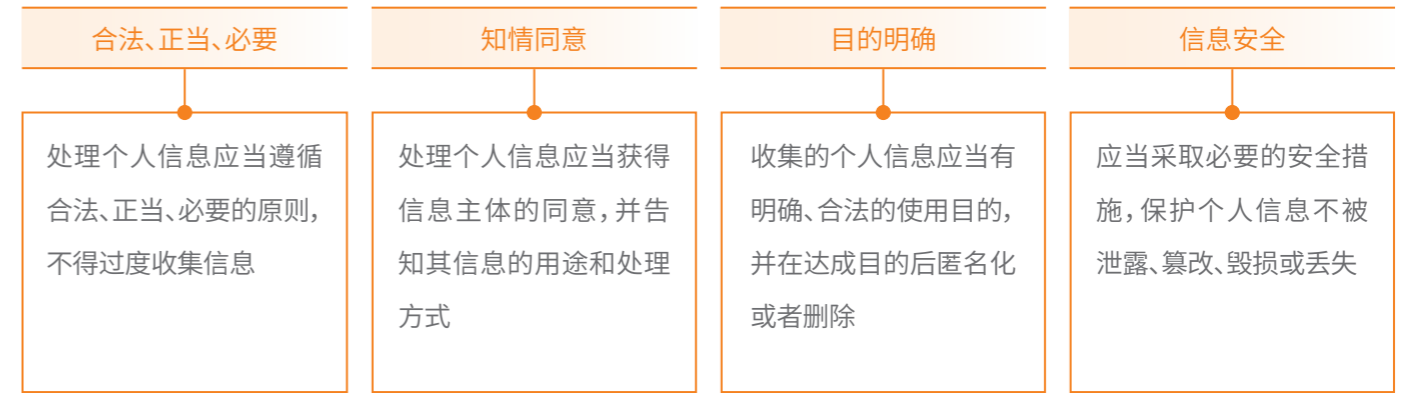 合法、正当、必要
处理个人信息应当遵循
合法、正当、必要的原则，
不得过度收集信息
知情同意
处理个人信息应当获得
信息主体的同意，并告
知其信息的用途和处理
方式
目的明确
收集的个人信息应当有
明确、合法的使用目的，
并在达成目的后匿名化
或者删除
信息安全
应当采取必要的安全措
施，保护个人信息不被
泄露、篡改、毁损或丢失